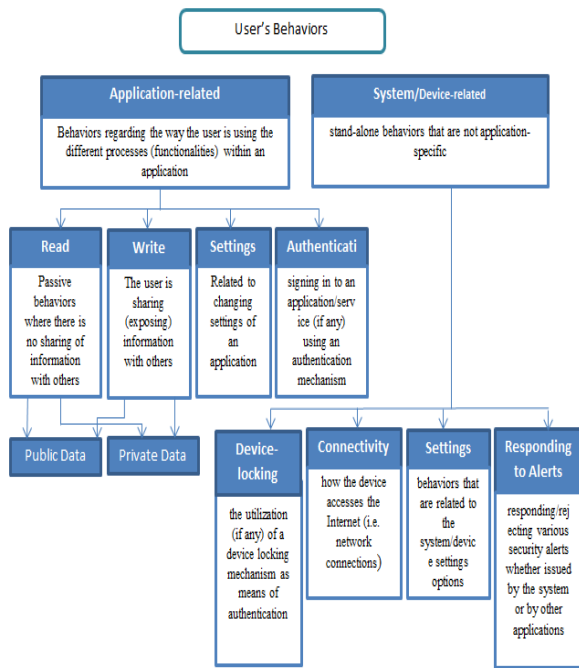 User's Behaviors
Application-related
Behaviors regarding the way the user is using the
different processes (functionalities) within an
application
System/Device-related
stand-alone behaviors that are not application-
specific
Read
Passive
behaviors
where there is
no sharing of
information
with others
Write
The user is
sharing
(exposing)
information
with others
Settings
Related to
changing
settings of
an
application
Authenticati
signing in to an
application/serv
ice (if any)
using an
authentication
mechanism
Public Data
Private Data
Device-
locking
the utilization
(if any) of a
device locking
mechanism as
means of
authentication
Connectivity
how the device
accesses the
Internet (i.e.
network
connections)
Settings
behaviors
that are
related to
the
system/devic
e settings
options
Responding
to Alerts
responding/rej
ecting various
security alerts
whether issued
by the system
or by other
applications